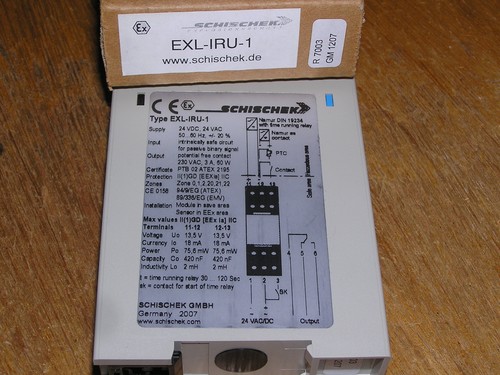 Ex
SCHISCHEK
EXL-IRU-1
www.schischek.de
R 7003
GM 1207
CE Ex
SCHISCHEK
Type EXL-IRU-1
Supply 24 VDC, 24 VAC
50...60 Hz, +/- 20 %
Input Intrinsically safe circuit
for passive binary signal
Output potential free contact
230 VAC, 3 A, 60 W
Certificate PTB 02 ATEX 2195
Protection II(1)GD [EEx ia] IIC
Zones Zone 0,1,2,20,21,22
CE 0158 94/9/EG (ATEX)
89/336/EG (EMV)
Installation Module in save area
Sensor in EEx area
Max values II(1)GD [EEx ia] IIC
Terminals 11-12 12-13
Voltage Uo 13,5 V 13,5 V
Currency Io 18 mA 18 mA
Power Po 75,6 mW 75,6 mW
Capacity Co 420 nF 420 nF
Inductivity Lo 2 mH 2 mH
t = time running relay 30 ... 120 Sec
sk = contact for start of time relay
SCHISCHEK GMBH
Germany 2007
www.schischek.com
Namur DIN 19234
with time running relay
Namur as
contact
PTC
Contact
Safe area
Hazardous area
11 12 13
4 5 6
1 2 3
SK
24 VAC/DC
Output